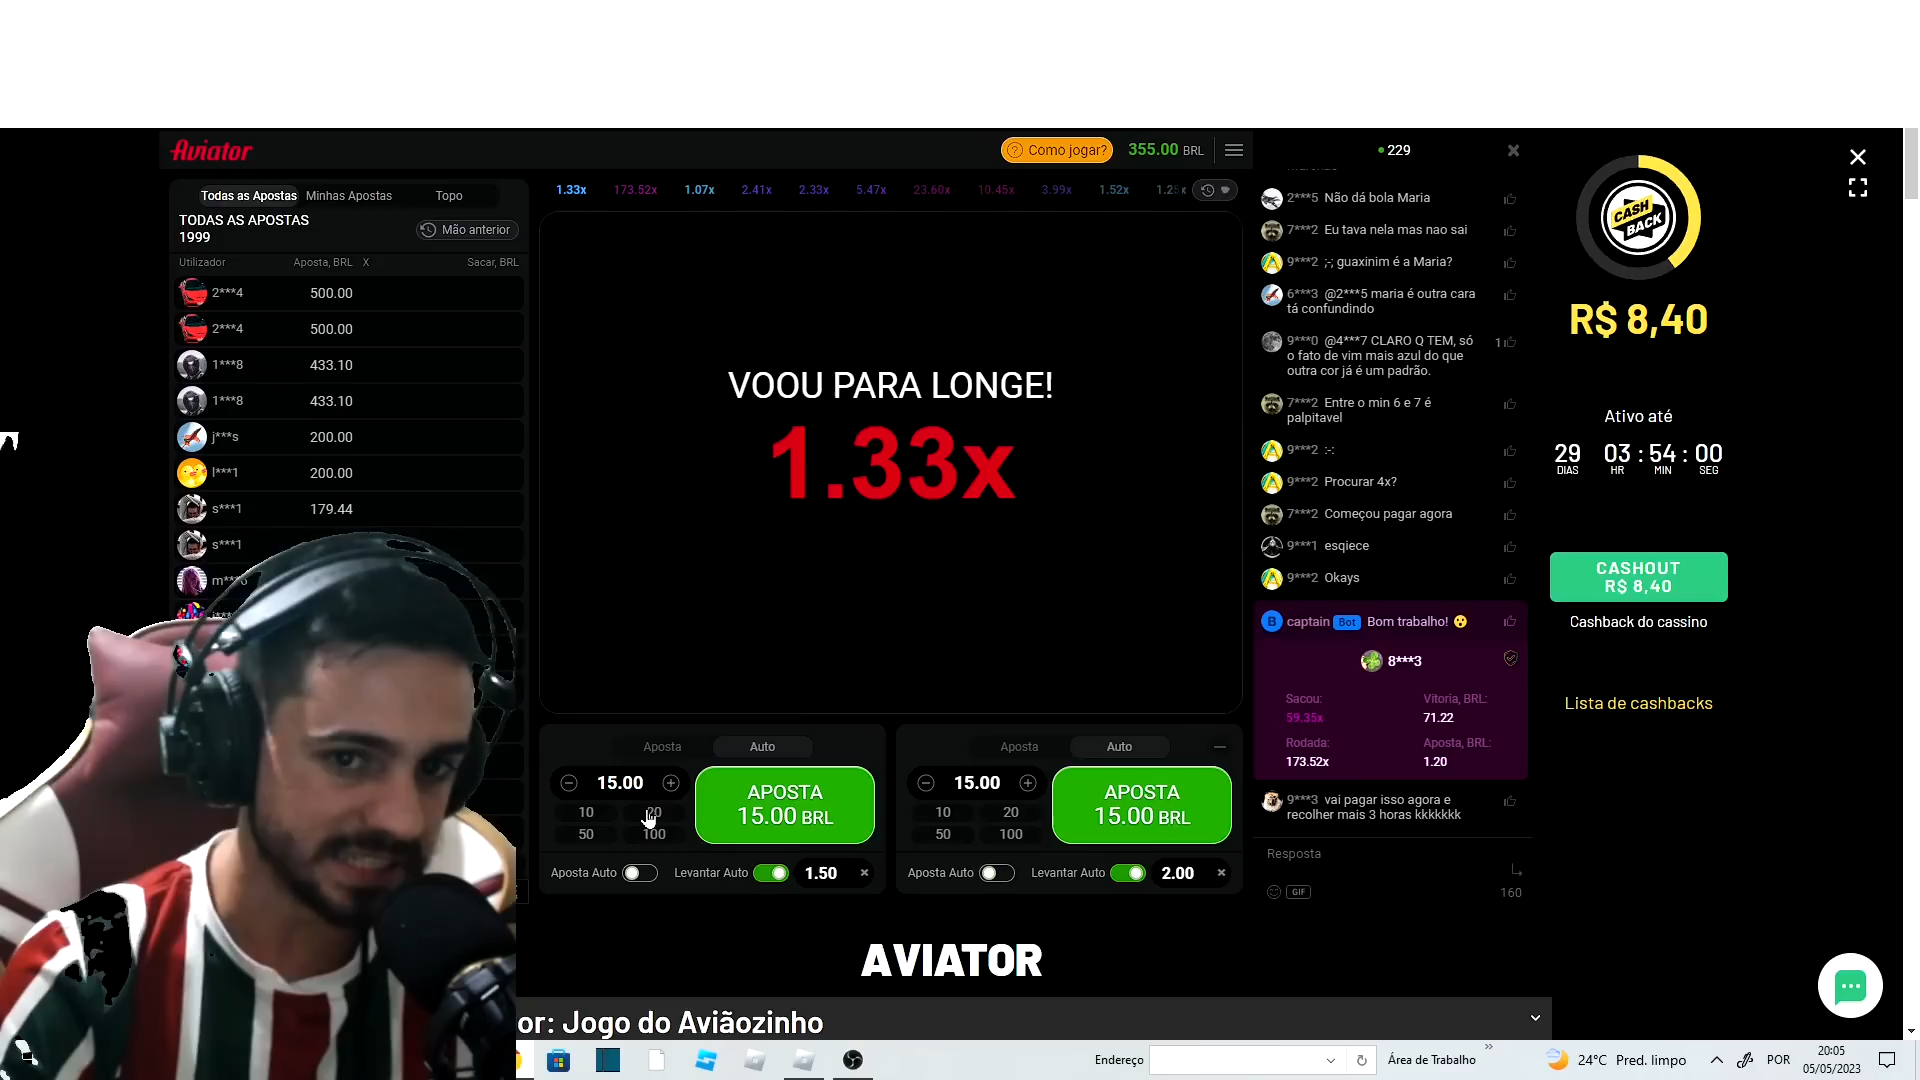 Aviator
Como jogar?
355.00 BRL
1.33x 173.52x 1.07x 2.41x 2.33x 5.47x 23.60x 10.45x 3.99x 1.52x
Todas as Apostas Minhas Apostas Topo
TODAS AS APOSTAS
1999
Mão anterior
Utilizador Aposta, BRL X Sacar, BRL
2***4 500.00
2***4 500.00
1***8 433.10
1***8 433.10
j***s 200.00
l***1 200.00
s***1 179.44
s***1
VOOU PARA LONGE!
1.33x
Aposta Auto
15.00
10 20
50 100
APOSTA
15.00 BRL
Aposta Auto Levantar Auto 1.50
Aposta Auto
15.00
10 20
50 100
APOSTA
15.00 BRL
Aposta Auto Levantar Auto 2.00
229
2***5 Não dá bola Maria
7***2 Eu tava nela mas nao sai
9***2 ;-; guaxinim é a Maria?
6***3 @2***5 maria é outra cara
tá confundindo
9***0 @4***7 CLARO Q TEM, só
o fato de vim mais azul do que
outra cor já é um padrão.
1
7***2 Entre o min 6 e 7 é
palpitavel
9***2 :-:
9***2 Procurar 4x?
7***2 Começou pagar agora
9***1 esqiece
9***2 Okays
B captain Bot Bom trabalho!
8***3
Sacou: Vitoria, BRL:
59.35x 71.22
Rodada: Aposta, BRL:
173.52x 1.20
9***3 vai pagar isso agora e
recolher mais 3 horas kkkkkkk
Resposta
GIF 160
CASH
BACK
R$ 8,40
Ativo até
29 03 : 54 : 00
DIAS HR MIN SEG
CASHOUT
R$ 8,40
Cashback do cassino
Lista de cashbacks
AVIATOR
or: Jogo do Aviãozinho
Endereço
Área de Trabalho
24°C Pred. limpo
POR
20:05
05/05/2023